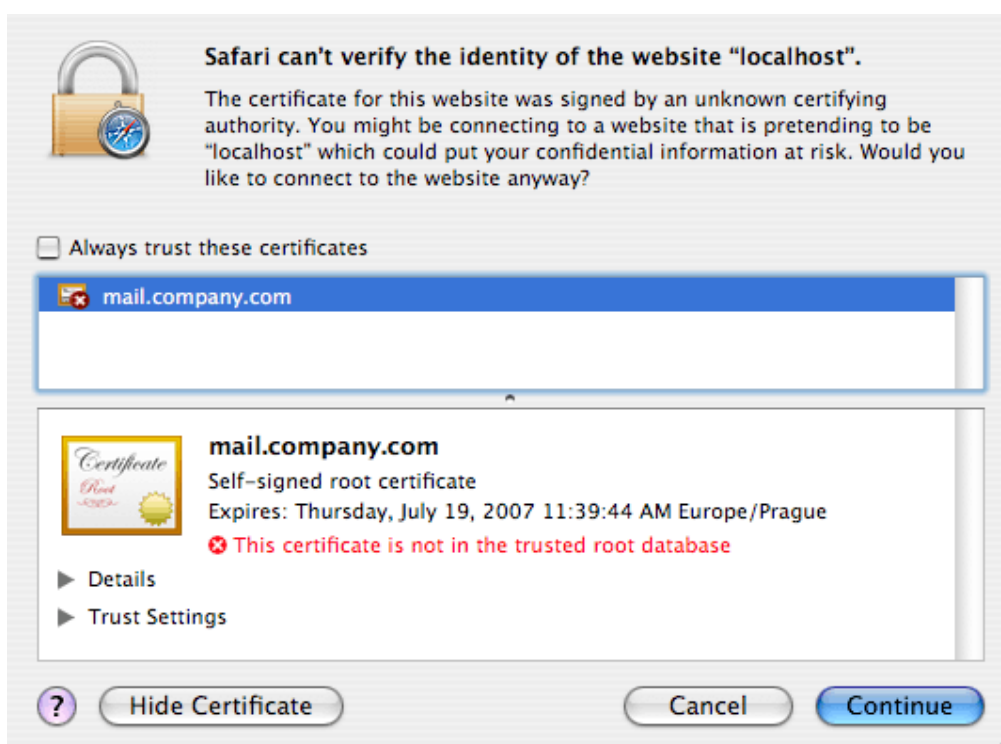 Safari can't verify the identity of the website “localhost”.
The certificate for this website was signed by an unknown certifying
authority. You might be connecting to a website that is pretending to be
“localhost” which could put your confidential information at risk. Would you
like to connect to the website anyway?
Always trust these certificates
mail.company.com
Certificate
Root
mail.company.com
Self-signed root certificate
Expires: Thursday, July 19, 2007 11:39:44 AM Europe/Prague
This certificate is not in the trusted root database
Details
Trust Settings
?
Hide Certificate
Cancel
Continue